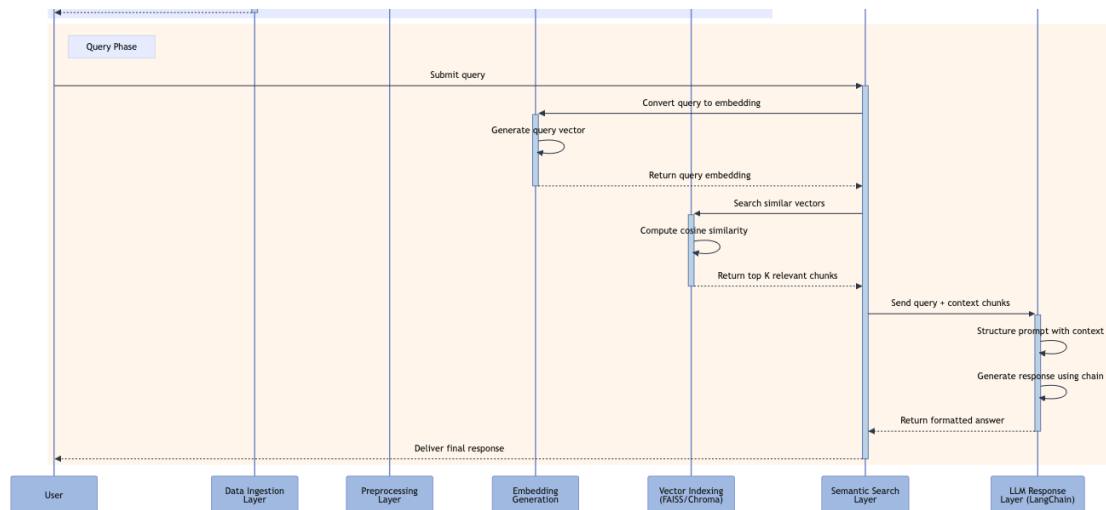 Query Phase
Submit query
Convert query to embedding
Generate query vector
Return query embedding
Search similar vectors
Compute cosine similarity
Return top K relevant chunks
Send query + context chunks
Structure prompt with context
Generate response using chain
Return formatted answer
Deliver final response
User
Data Ingestion
Layer
Preprocessing
Layer
Embedding
Generation
Vector Indexing
(FAISS/Chroma)
Semantic Search
Layer
LLM Response
Layer (LangChain)